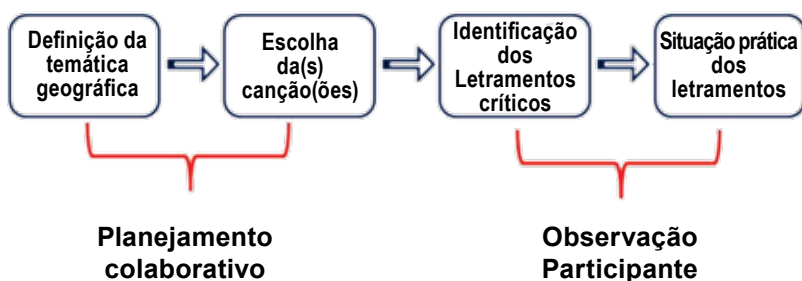 Definição da
temática
geográfica
Escolha
da(s)
canção(ões)
Identificação
dos
Letramentos
críticos
Situação prática
dos
letramentos
Planejamento
colaborativo
Observação
Participante